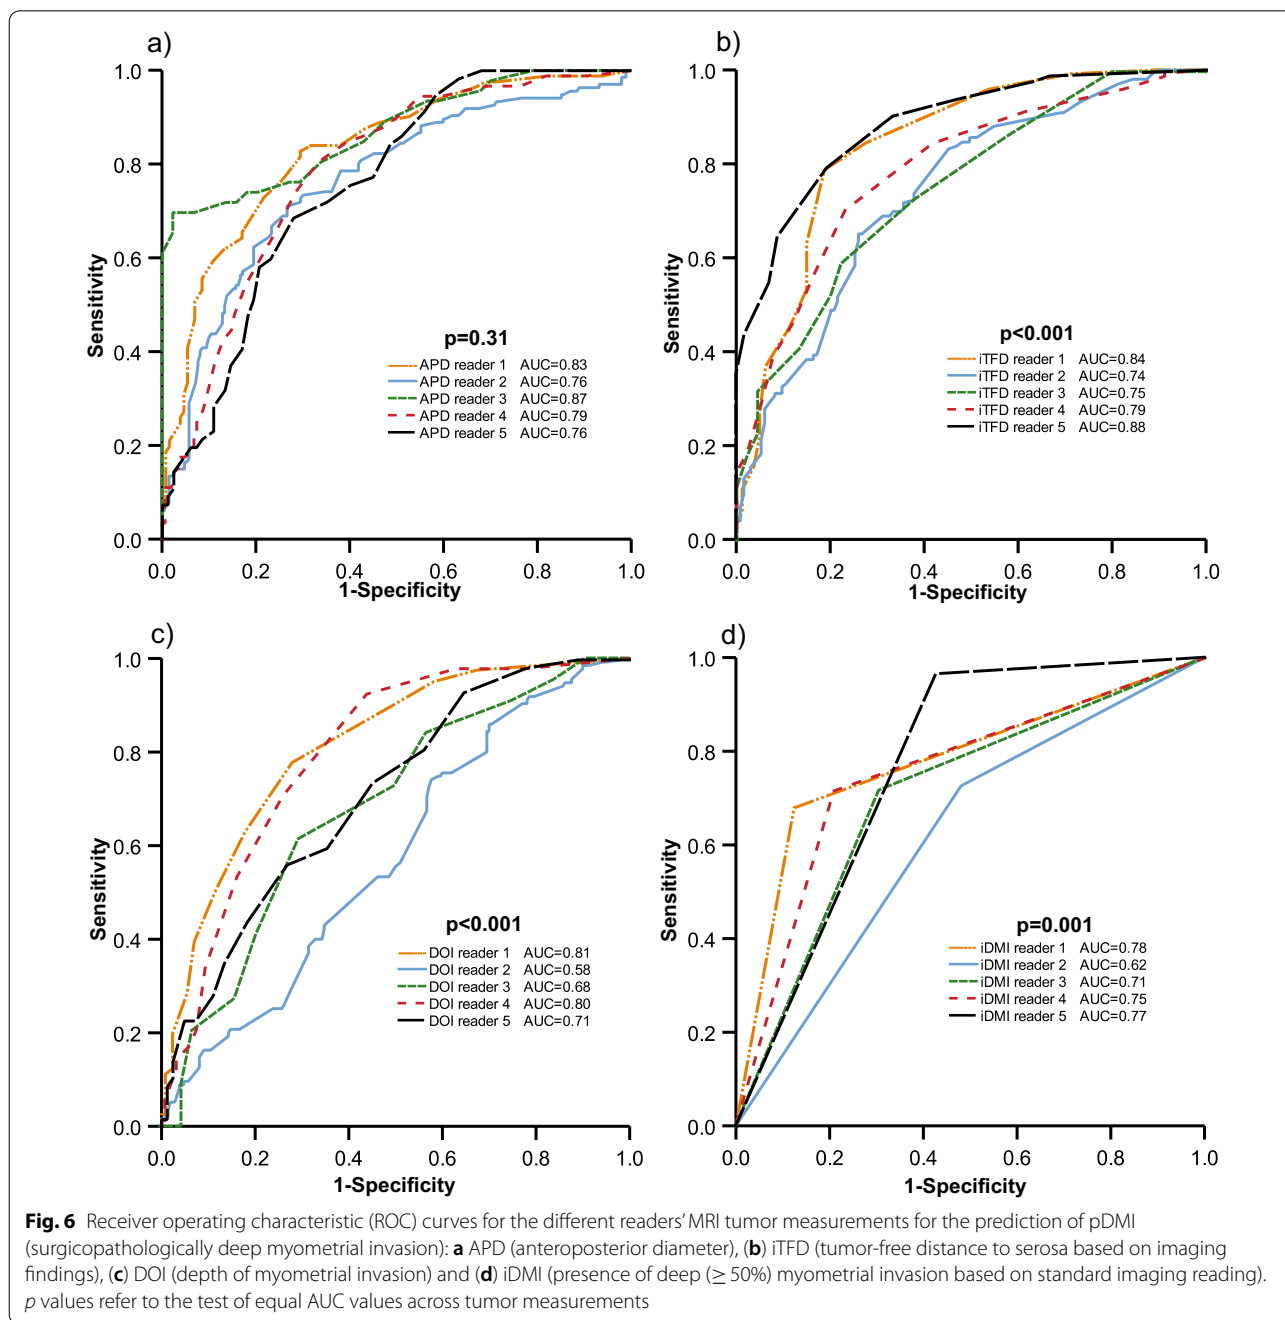 a)
1.0
0.8
0.6
0.4
0.2
0.0
Sensitivity
p=0.31
APD reader 1 AUC=0.83
APD reader 2 AUC=0.76
APD reader 3 AUC=0.87
APD reader 4 AUC=0.79
APD reader 5 AUC=0.76
0.0 0.2 0.4 0.6 0.8 1.0
1-Specificity
b)
1.0
0.8
0.6
0.4
0.2
0.0
Sensitivity
p<0.001
iTFD reader 1 AUC=0.84
iTFD reader 2 AUC=0.74
iTFD reader 3 AUC=0.75
iTFD reader 4 AUC=0.79
iTFD reader 5 AUC=0.88
0.0 0.2 0.4 0.6 0.8 1.0
1-Specificity
c)
1.0
0.8
0.6
0.4
0.2
0.0
Sensitivity
p<0.001
DOI reader 1 AUC=0.81
DOI reader 2 AUC=0.58
DOI reader 3 AUC=0.68
DOI reader 4 AUC=0.80
DOI reader 5 AUC=0.71
0.0 0.2 0.4 0.6 0.8 1.0
1-Specificity
d)
1.0
0.8
0.6
0.4
0.2
0.0
Sensitivity
p=0.001
iDMI reader 1 AUC=0.78
iDMI reader 2 AUC=0.62
iDMI reader 3 AUC=0.71
iDMI reader 4 AUC=0.75
iDMI reader 5 AUC=0.77
0.0 0.2 0.4 0.6 0.8 1.0
1-Specificity
Fig. 6 Receiver operating characteristic (ROC) curves for the different readers' MRI tumor measurements for the prediction of pDMI
(surgicopathologically deep myometrial invasion): a APD (anteroposterior diameter), (b) iTFD (tumor-free distance to serosa based on imaging
findings), (c) DOI (depth of myometrial invasion) and (d) iDMI (presence of deep (≥ 50%) myometrial invasion based on standard imaging reading).
p values refer to the test of equal AUC values across tumor measurements